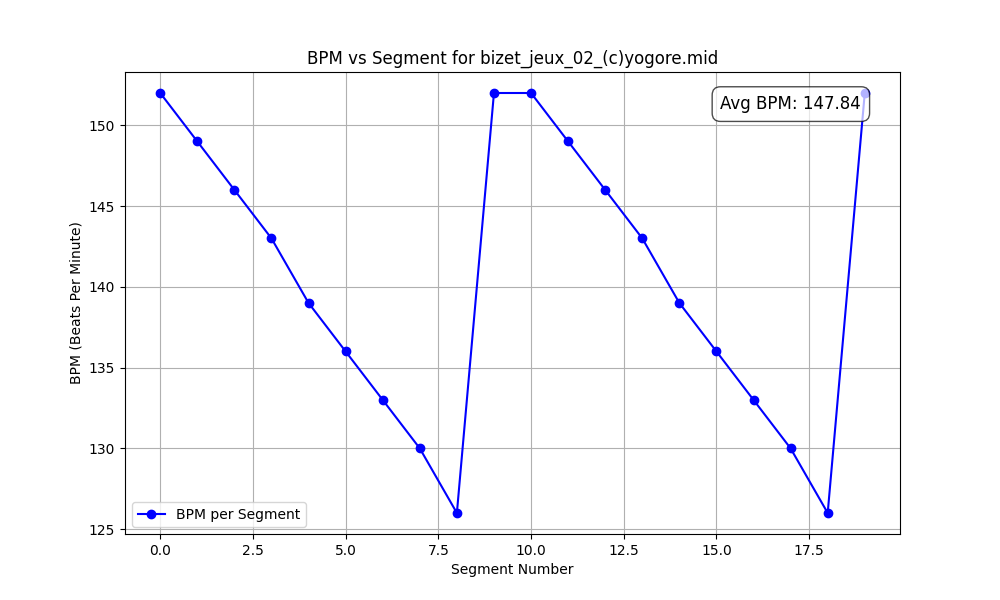 BPM vs Segment for bizet_jeux_02_(c)yogore.mid
Avg BPM: 147.84
150
145
140
135
130
125
BPM (Beats Per Minute)
BPM per Segment
0.0 2.5 5.0 7.5 10.0 12.5 15.0 17.5
Segment Number